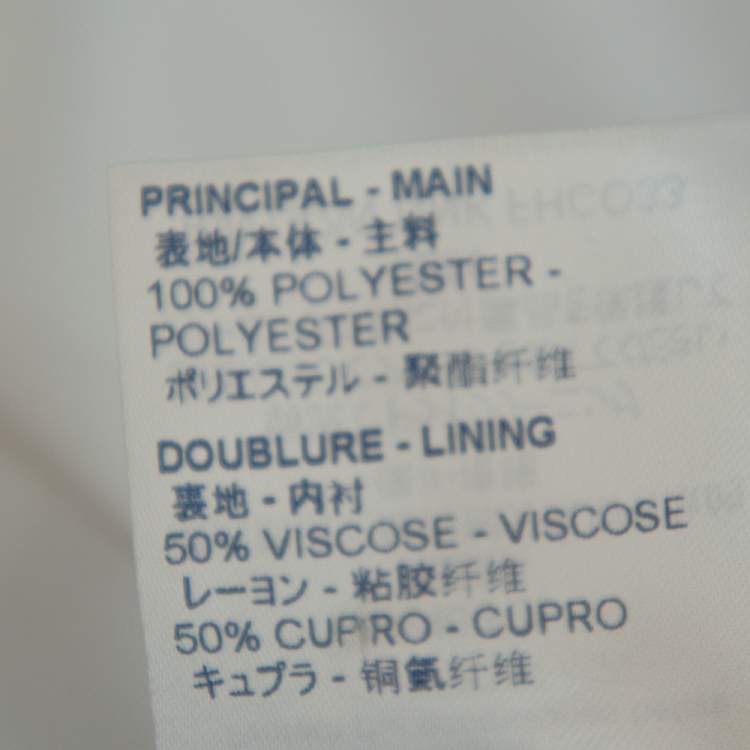 PRINCIPAL - MAIN
表地/本体 - 主料
100% POLYESTER -
POLYESTER
ポリエステル - 聚酯纤维
DOUBLURE - LINING
裏地 - 内衬
50% VISCOSE - VISCOSE
レーヨン - 粘胶纤维
50% CUPRO - CUPRO
キュプラ - 铜氨纤维